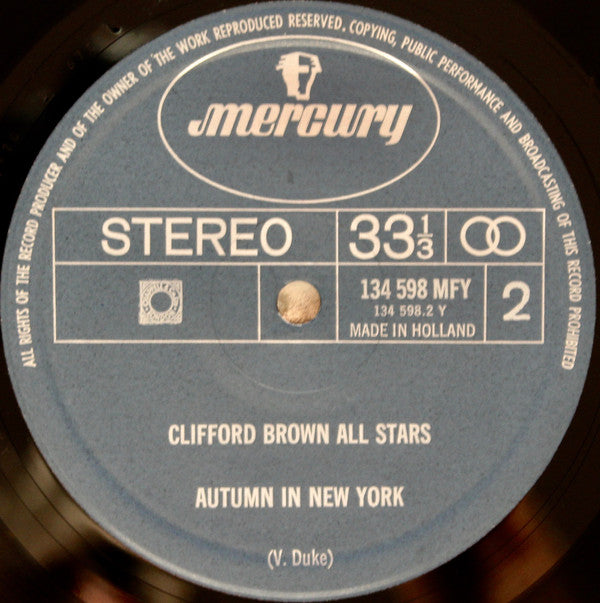 ALL RIGHTS OF THE RECORD PRODUCER AND OF THE OWNER OF THE WORK REPRODUCED RESERVED. COPYING, PUBLIC PERFORMANCE AND BROADCASTING OF THIS RECORD PROHIBITED
mercury
STEREO
33 1/3
134 598 MFY
134 598.2 Y
MADE IN HOLLAND
2
CLIFFORD BROWN ALL STARS
AUTUMN IN NEW YORK
(V. Duke)